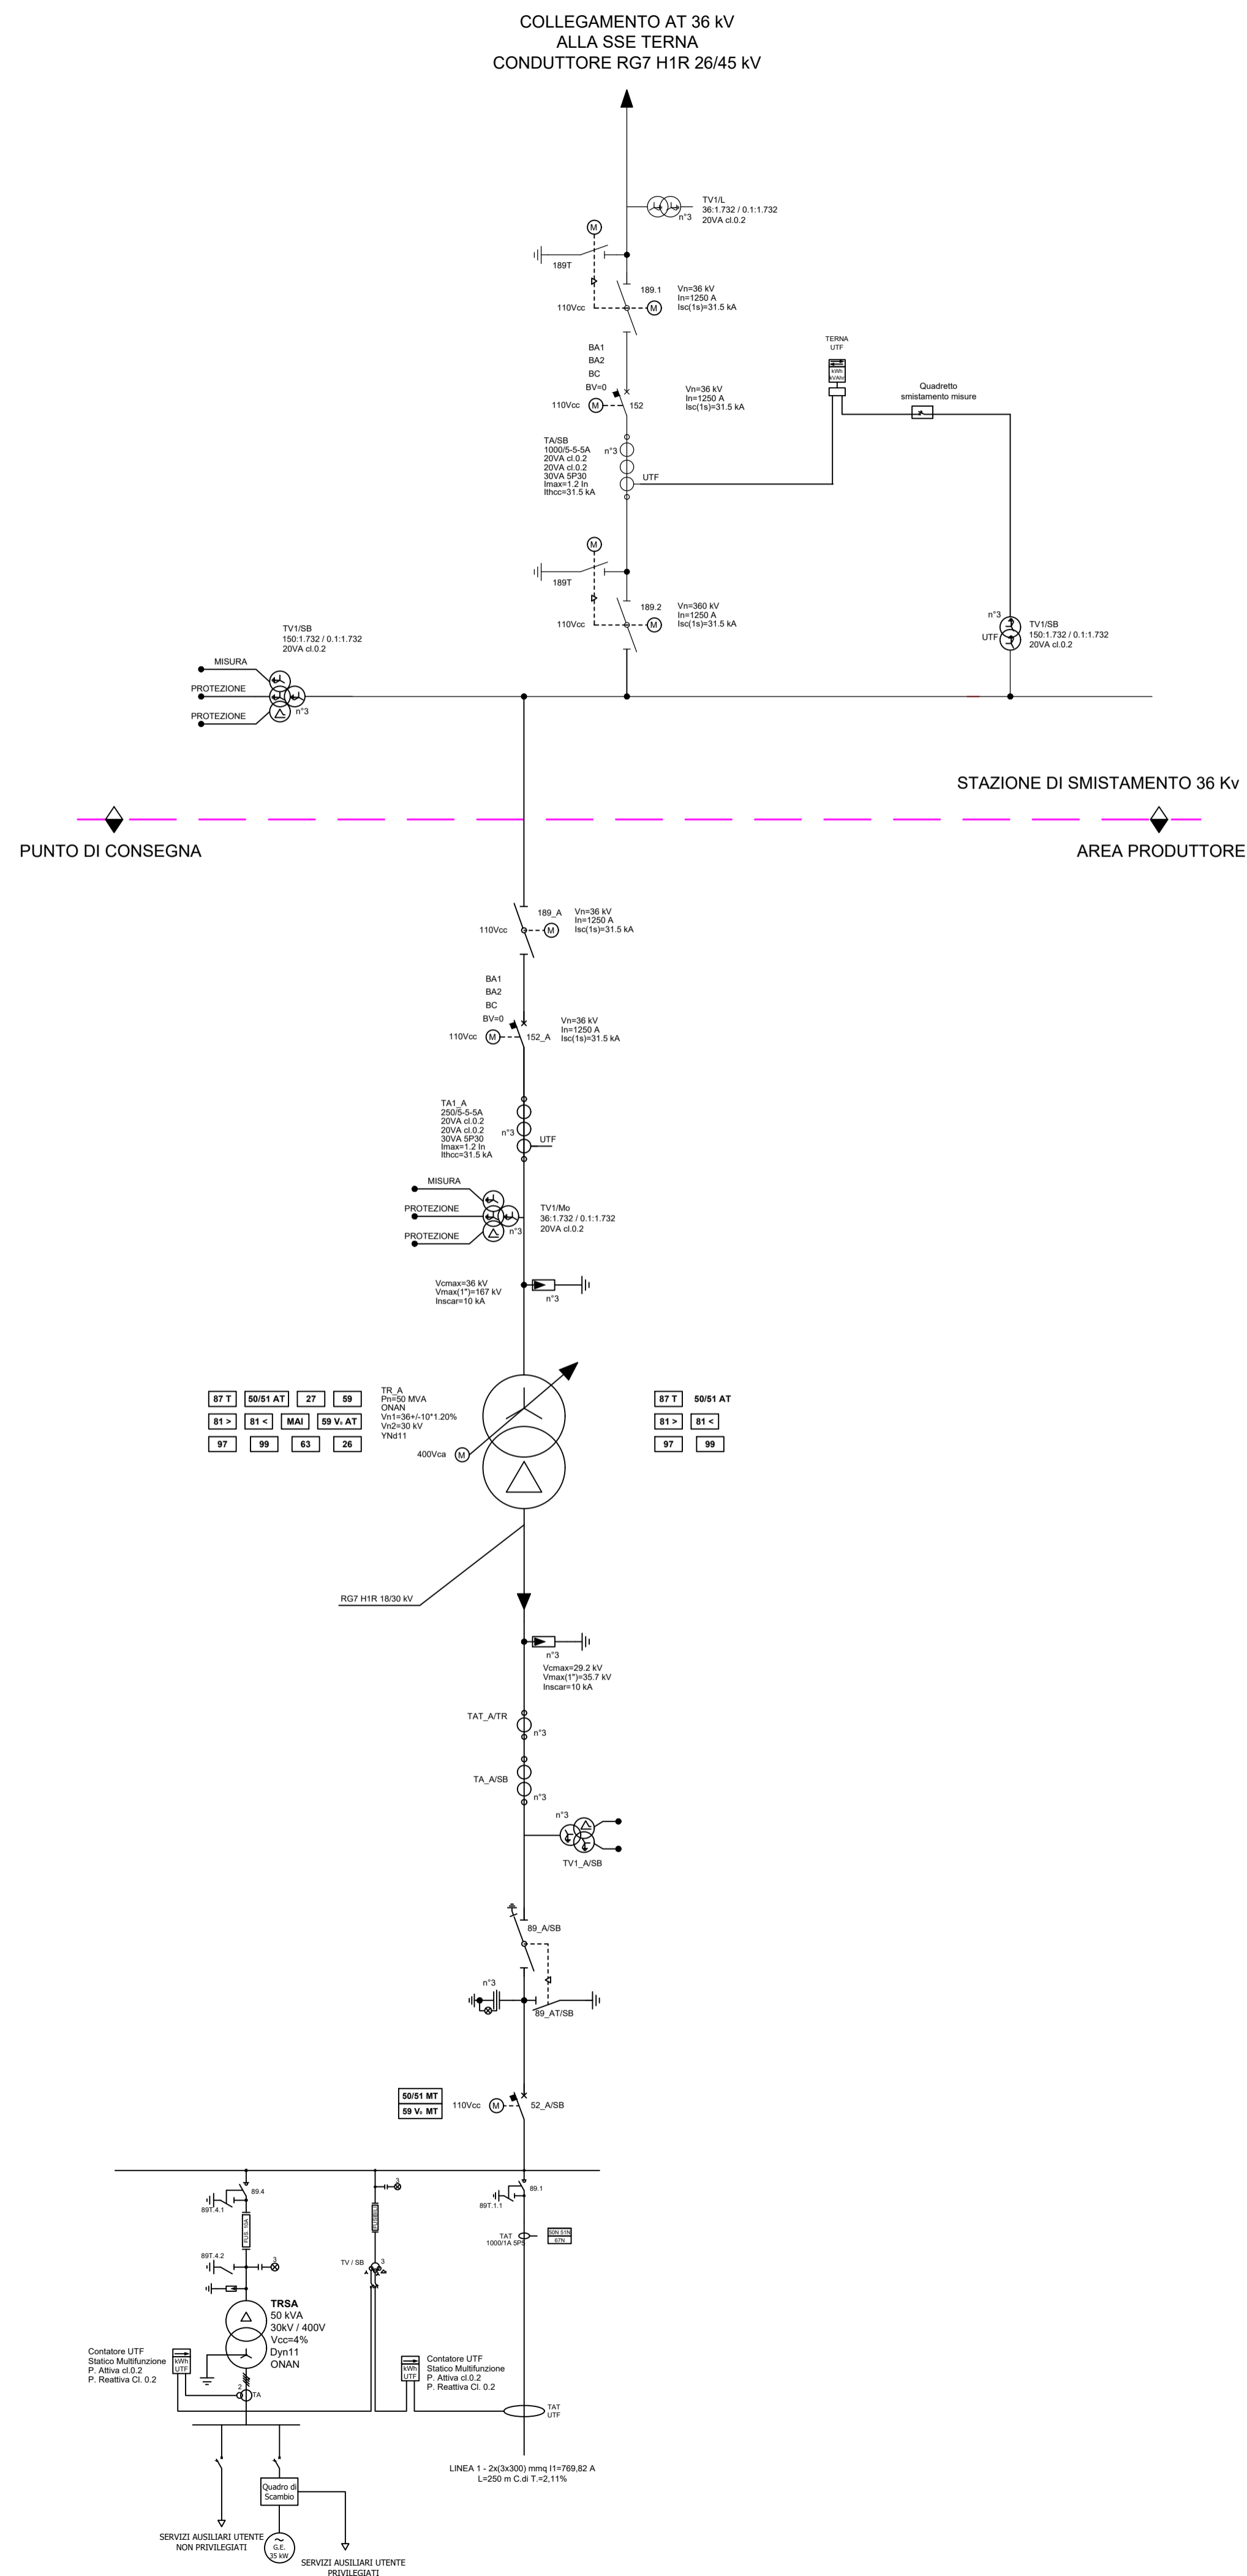 COLLEGAMENTO AT 36 kV
ALLA SSE TERNA
CONDUTTORE RG7 H1R 26/45 kV
TV1/L
36:1.732 / 0.1:1.732
20VA cl.0.2
n°3
M
189T
189.1
Vn=36 kV
In=1250 A
Isc(1s)=31.5 kA
110Vcc
M
TERNA
UTF
kWh
kVArh
BA1
BA2
BC
BV=0
110Vcc
M
152
Vn=36 kV
In=1250 A
Isc(1s)=31.5 kA
Quadretto
smistamento misure
TA/SB
1000/5-5-5A
20VA cl.0.2
20VA cl.0.2
30VA 5P30
Imax=1.2 In
Ithcc=31.5 kA
n°3
UTF
M
189T
189.2
Vn=360 kV
In=1250 A
Isc(1s)=31.5 kA
110Vcc
M
n°3
UTF
TV1/SB
150:1.732 / 0.1:1.732
20VA cl.0.2
TV1/SB
150:1.732 / 0.1:1.732
20VA cl.0.2
MISURA
PROTEZIONE
PROTEZIONE
n°3
STAZIONE DI SMISTAMENTO 36 Kv
PUNTO DI CONSEGNA
AREA PRODUTTORE
189_A
Vn=36 kV
In=1250 A
Isc(1s)=31.5 kA
110Vcc
M
BA1
BA2
BC
BV=0
110Vcc
M
152_A
Vn=36 kV
In=1250 A
Isc(1s)=31.5 kA
TA1_A
250/5-5-5A
20VA cl.0.2
20VA cl.0.2
30VA 5P30
Imax=1.2 In
Ithcc=31.5 kA
n°3
UTF
MISURA
PROTEZIONE
PROTEZIONE
n°3
TV1/Mo
36:1.732 / 0.1:1.732
20VA cl.0.2
Vcmax=36 kV
Vmax(1")=167 kV
Inscar=10 kA
n°3
87 T 50/51 AT 27 59
81 > 81 < MAI 59 V₀ AT
97 99 63 26
TR_A
Pn=50 MVA
ONAN
Vn1=36+/-10*1.20%
Vn2=30 kV
YNd11
400Vca
M
87 T 50/51 AT
81 > 81 <
97 99
RG7 H1R 18/30 kV
n°3
Vcmax=29.2 kV
Vmax(1")=35.7 kV
Inscar=10 kA
TAT_A/TR
n°3
TA_A/SB
n°3
n°3
TV1_A/SB
89_A/SB
n°3
89_AT/SB
50/51 MT
59 V₀ MT
110Vcc
M
52_A/SB
89.4
89T.4.1
FUS. 10A
89T.4.2
3
3
FUSIBILE
TV / SB
3
89.1
89T.1.1
TAT
1000/1A 5P5
50N 51N
67N
TRSA
50 kVA
30kV / 400V
Vcc=4%
Dyn11
ONAN
Contatore UTF
Statico Multifunzione
P. Attiva cl.0.2
P. Reattiva Cl. 0.2
kWh
UTF
2
TA
kWh
UTF
Contatore UTF
Statico Multifunzione
P. Attiva cl.0.2
P. Reattiva Cl. 0.2
TAT
UTF
LINEA 1 - 2x(3x300) mmq I1=769,82 A
L=250 m C.di T.=2,11%
Quadro di
Scambio
SERVIZI AUSILIARI UTENTE
NON PRIVILEGIATI
G.E.
35 kW
SERVIZI AUSILIARI UTENTE
PRIVILEGIATI